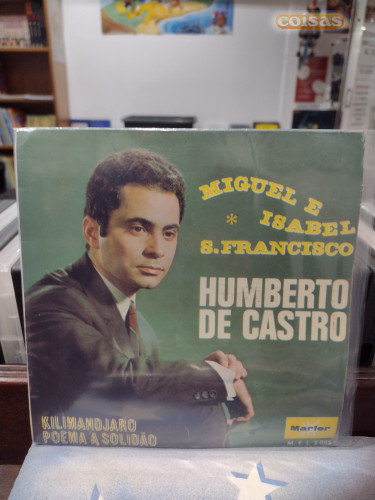 coisas
MIGUEL E
* ISABEL
S. FRANCISCO
HUMBERTO
DE CASTRO
KILIMANDJARO
POEMA À SOLIDÃO
Marfer